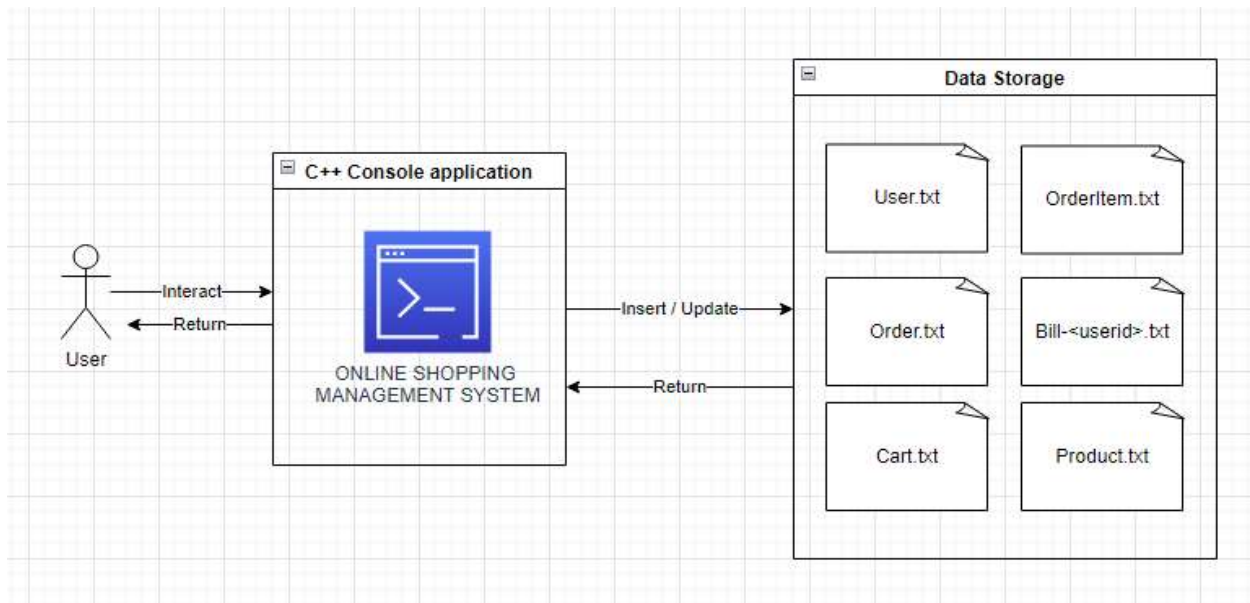 Data Storage
C++ Console application
User.txt
OrderItem.txt
Interact
Insert / Update
Return
Order.txt
Bill-<userid>.txt
User
ONLINE SHOPPING
MANAGEMENT SYSTEM
Return
Cart.txt
Product.txt